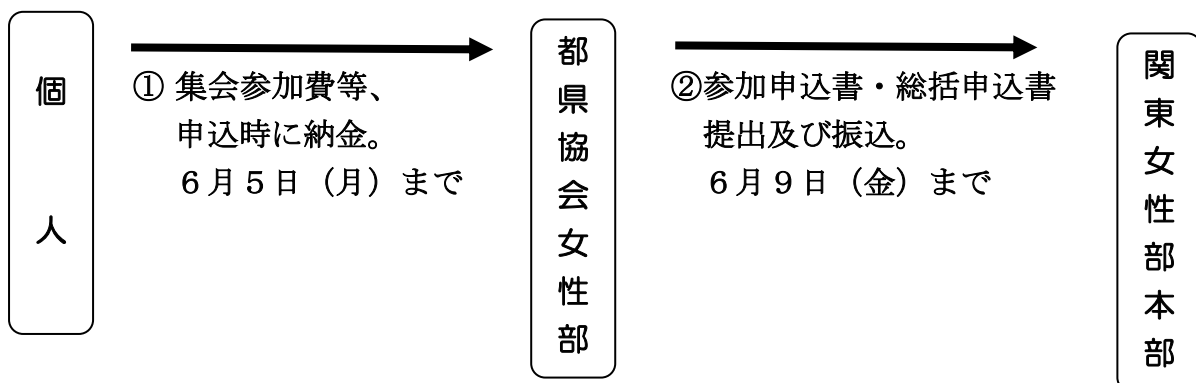 個人
① 集会参加費等、
申込時に納金。
６月５日（月）まで
都県協会女性部
②参加申込書・総括申込書
提出及び振込。
６月９日（金）まで
関東女性部本部